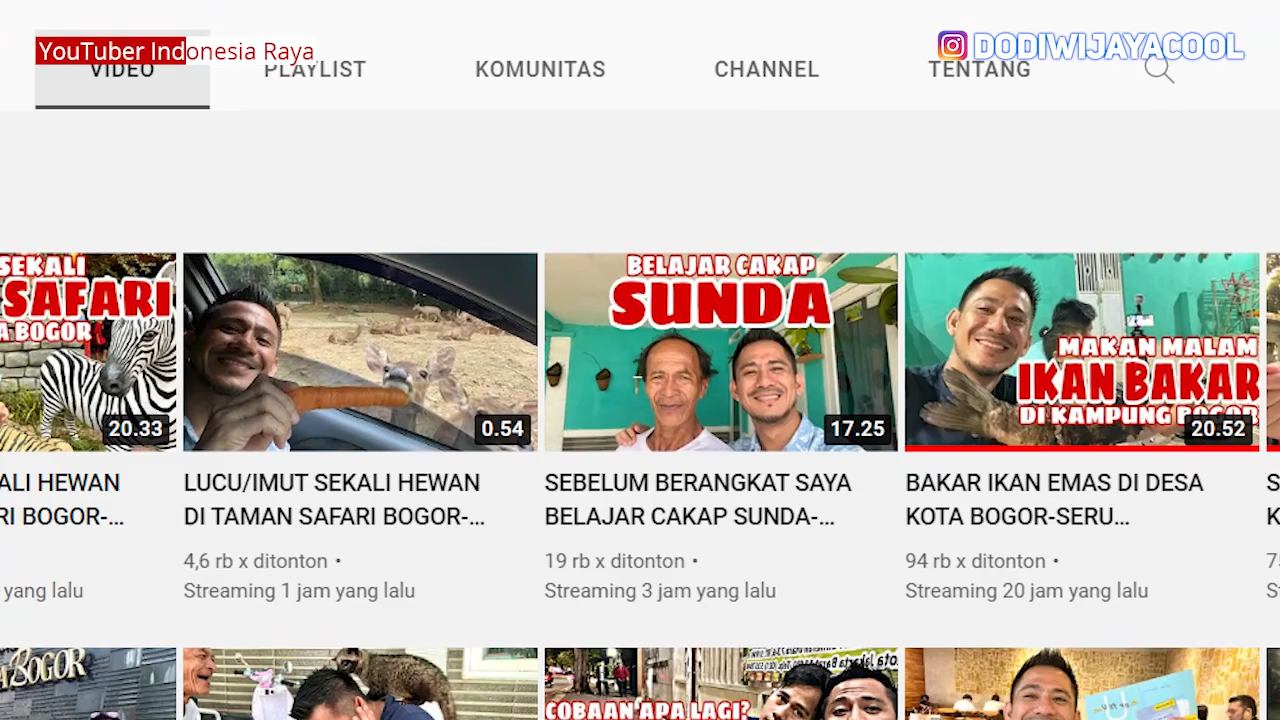 YouTuber Indonesia Raya
DODIWIJAYACOOL
VIDEO
PLAYLIST
KOMUNITAS
CHANNEL
TENTANG
SEKALI
SAFARI
A BOGOR
20.33
0.54
BELAJAR CAKAP
SUNDA
17.25
MAKAN MALAM
IKAN BAKAR
DI KAMPUNG BOGOR
20.52
ALI HEWAN
RI BOGOR-...
yang lalu
LUCU/IMUT SEKALI HEWAN
DI TAMAN SAFARI BOGOR-...
4,6 rb x ditonton •
Streaming 1 jam yang lalu
SEBELUM BERANGKAT SAYA
BELAJAR CAKAP SUNDA-...
19 rb x ditonton •
Streaming 3 jam yang lalu
BAKAR IKAN EMAS DI DESA
KOTA BOGOR-SERU...
94 rb x ditonton •
Streaming 20 jam yang lalu
S
K
75
S
BOGOR
COBAAN APA LAGI?